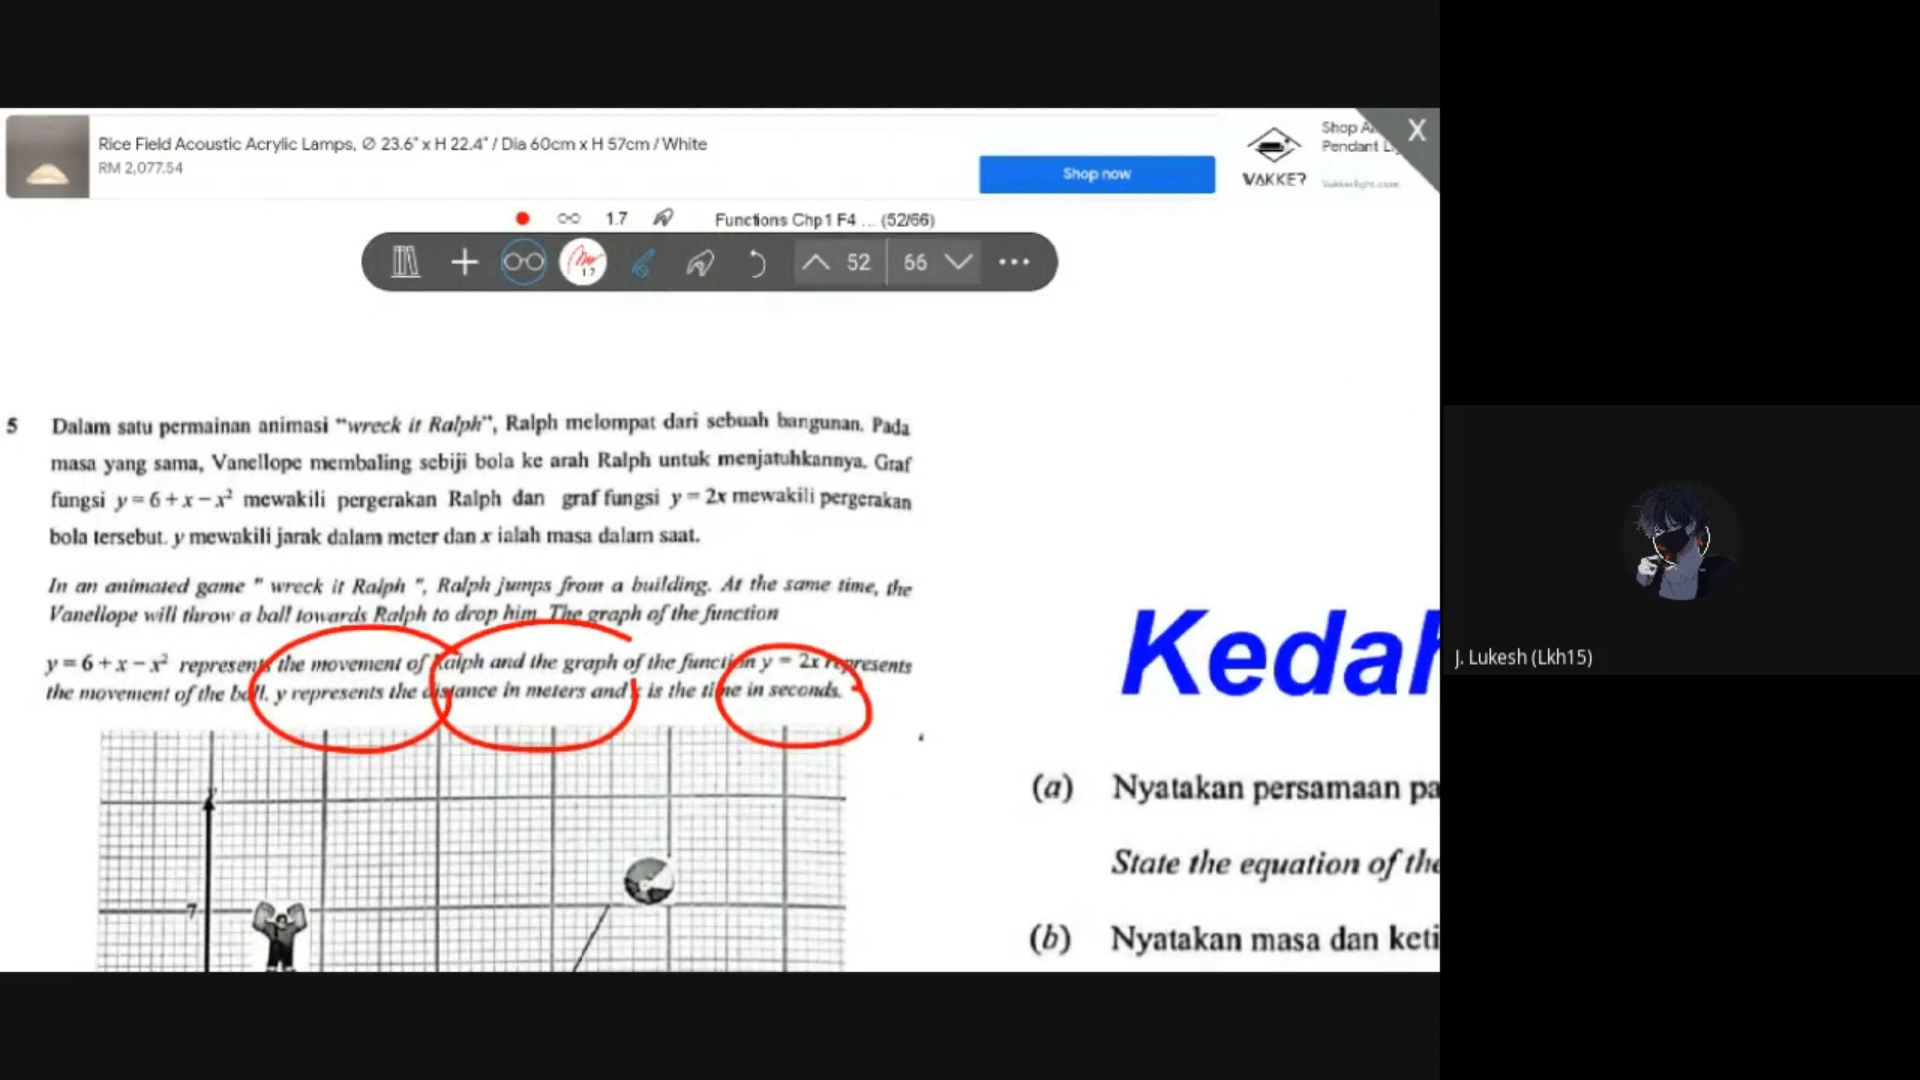 Rice Field Acoustic Acrylic Lamps, Ø 23.6" x H 22.4" / Dia 60cm x H 57cm / White
RM 2,077.54
Shop now
VAKKER
Shop A
Pendant L
X
1.7 Functions Chp1 F4 ... (52/66)
1.7
52 66
5 Dalam satu permainan animasi "wreck it Ralph", Ralph melompat dari sebuah bangunan. Pada
masa yang sama, Vanellope membaling sebiji bola ke arah Ralph untuk menjatuhkannya. Graf
fungsi y = 6 + x − x² mewakili pergerakan Ralph dan graf fungsi y = 2x mewakili pergerakan
bola tersebut. y mewakili jarak dalam meter dan x ialah masa dalam saat.
In an animated game " wreck it Ralph ", Ralph jumps from a building. At the same time, the
Vanellope will throw a ball towards Ralph to drop him. The graph of the function
y = 6 + x − x² represents the movement of Ralph and the graph of the function y = 2x represents
the movement of the ball. y represents the distance in meters and x is the time in seconds.
7
Kedah
(a) Nyatakan persamaan pa
State the equation of the
(b) Nyatakan masa dan keti
J. Lukesh (Lkh15)